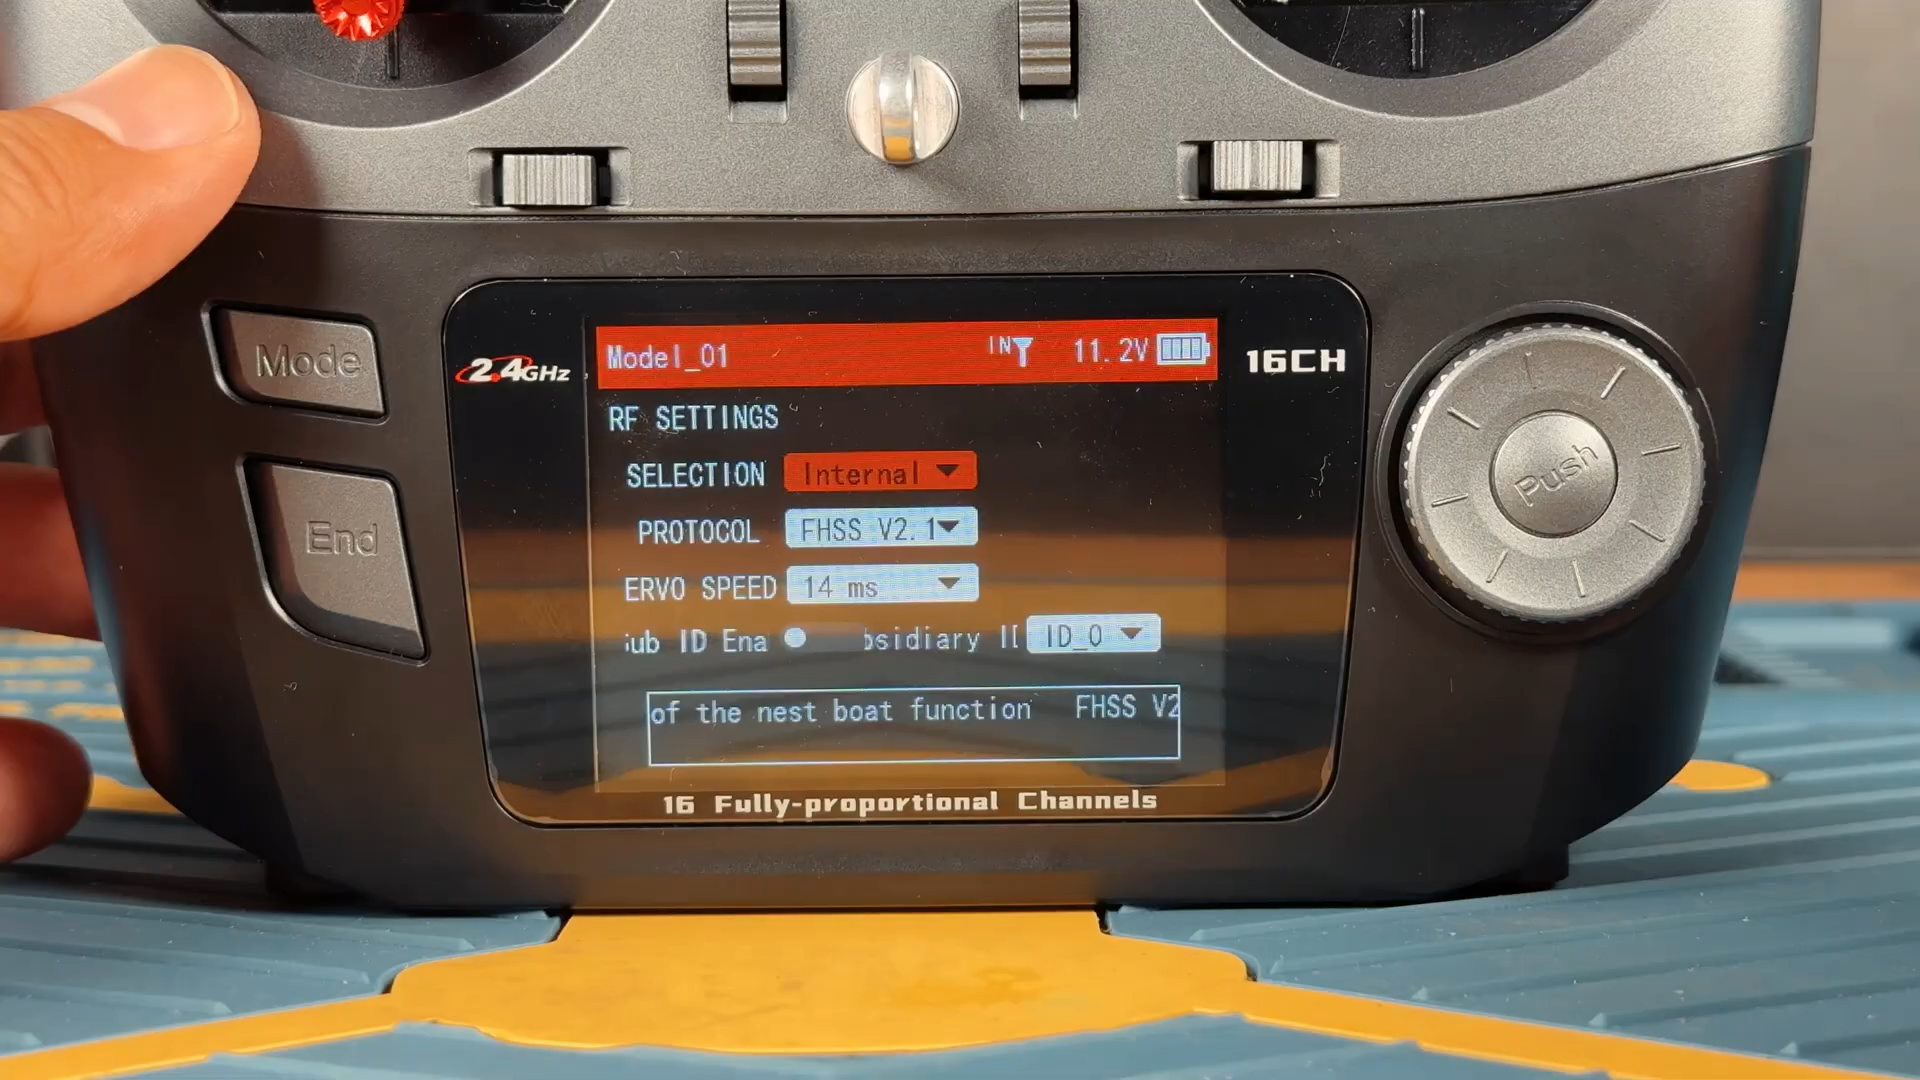 Mode
End
2.4GHz
Model_01 IN 11.2V
16CH
RF SETTINGS
SELECTION Internal
PROTOCOL FHSS V2.1
ERVO SPEED 14 ms
ub ID Ena bsidiary I ID_0
of the nest boat function FHSS V2
16 Fully-proportional Channels
Push